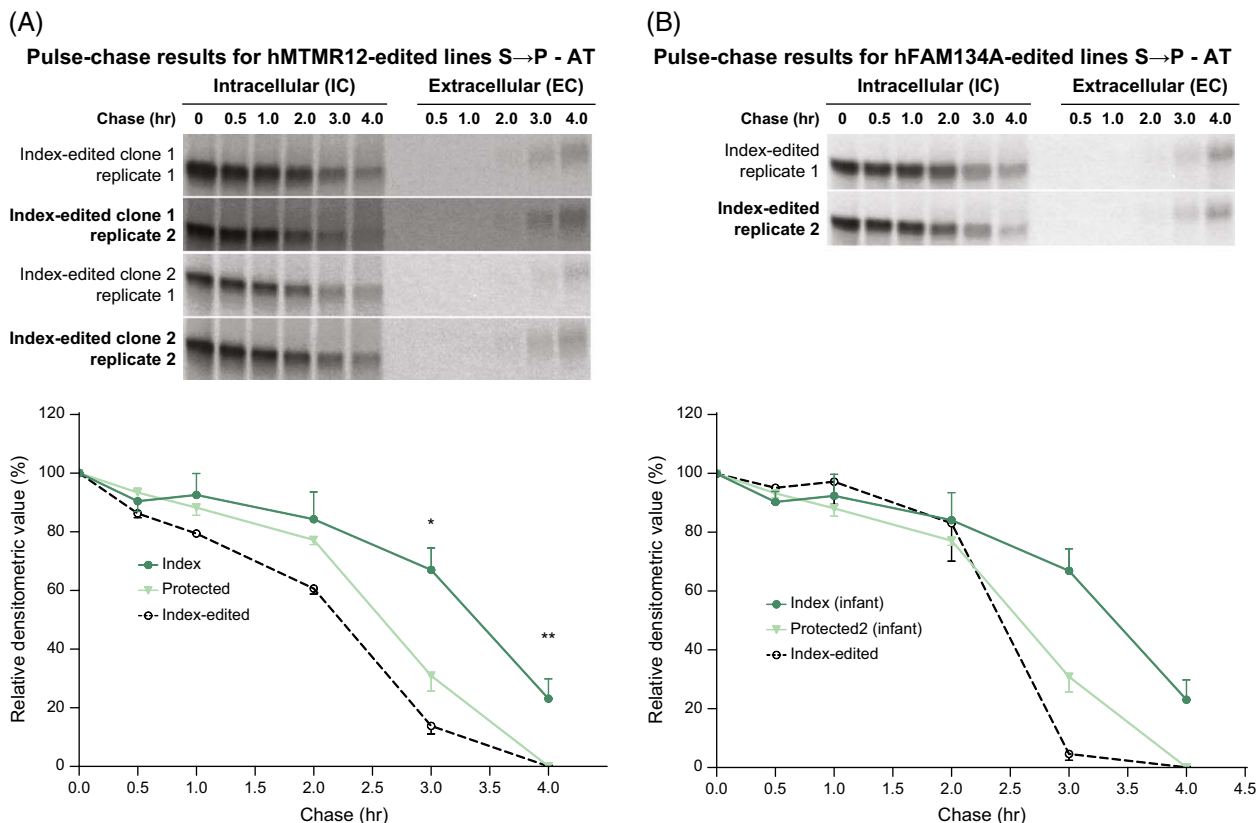 (A)
Pulse-chase results for hMTMR12-edited lines S→P - AT
Intracellular (IC) Extracellular (EC)
Chase (hr) 0 0.5 1.0 2.0 3.0 4.0 0.5 1.0 2.0 3.0 4.0
Index-edited clone 1
replicate 1
Index-edited clone 1
replicate 2
Index-edited clone 2
replicate 1
Index-edited clone 2
replicate 2
120
100
80
60
40
20
0
Relative densitometric value (%)
*
**
Index
Protected
Index-edited
0.0 0.5 1.0 1.5 2.0 2.5 3.0 3.5 4.0
Chase (hr)
(B)
Pulse-chase results for hFAM134A-edited lines S→P - AT
Intracellular (IC) Extracellular (EC)
Chase (hr) 0 0.5 1.0 2.0 3.0 4.0 0.5 1.0 2.0 3.0 4.0
Index-edited
replicate 1
Index-edited
replicate 2
120
100
80
60
40
20
0
Relative densitometric value (%)
Index (infant)
Protected2 (infant)
Index-edited
0.0 0.5 1.0 1.5 2.0 2.5 3.0 3.5 4.0 4.5
Chase (hr)